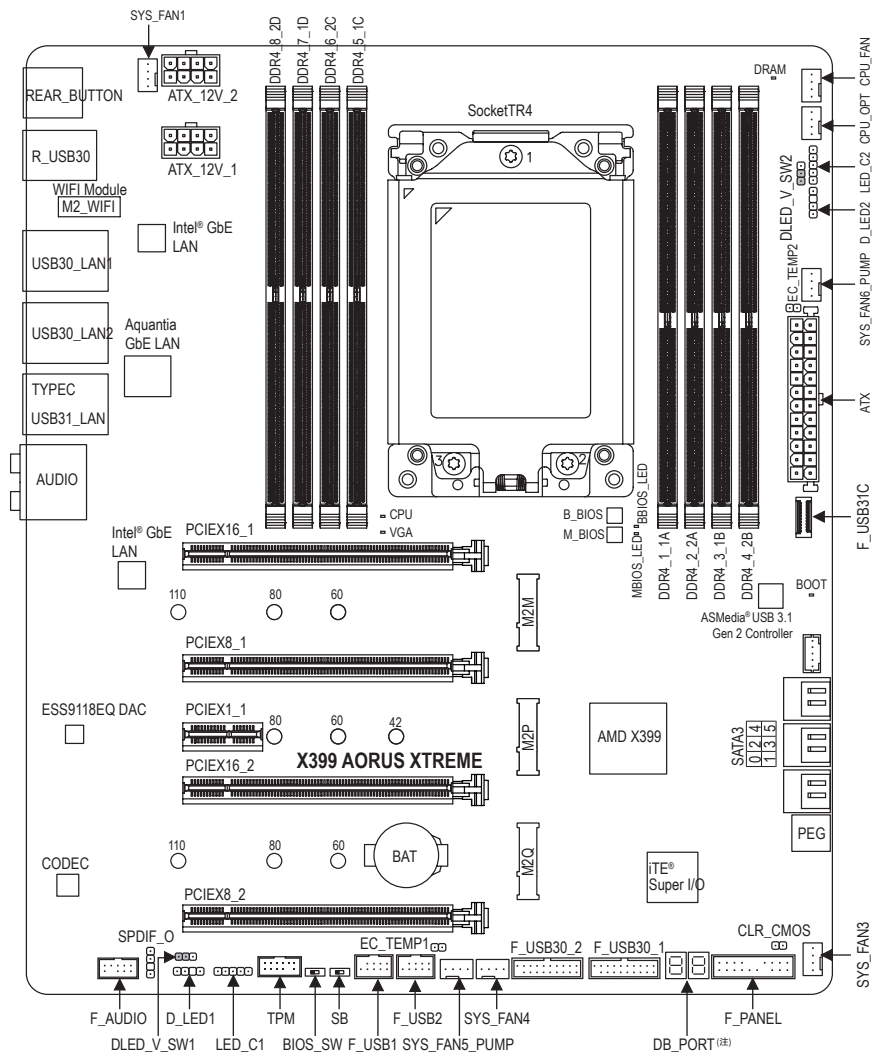 SYS_FAN1
REAR_BUTTON
ATX_12V_2
DDR4_8_2D
DDR4_7_1D
DDR4_6_2C
DDR4_5_1C
DRAM
CPU_FAN
CPU_OPT
LED_C2
D_LED2
DLED_V_SW2
R_USB30
ATX_12V_1
SocketTR4
1
WIFI Module
M2_WIFI
Intel® GbE
LAN
USB30_LAN1
EC_TEMP2
SYS_FAN6_PUMP
USB30_LAN2
Aquantia
GbE LAN
TYPEC
USB31_LAN
ATX
AUDIO
3
2
CPU
VGA
B_BIOS
M_BIOS
BBIOS_LED
MBIOS_LED
DDR4_1_1A
DDR4_2_2A
DDR4_3_1B
DDR4_4_2B
F_USB31C
Intel® GbE
LAN
PCIEX16_1
BOOT
ASMedia® USB 3.1
Gen 2 Controller
110
80
60
M2M
PCIEX8_1
ESS9118EQ DAC
PCIEX1_1
80
60
42
M2P
AMD X399
SATA3
0 2 4
1 3 5
X399 AORUS XTREME
PCIEX16_2
PEG
110
80
60
BAT
M2Q
CODEC
iTE®
Super I/O
PCIEX8_2
SPDIF_O
EC_TEMP1
F_USB30_2
F_USB30_1
CLR_CMOS
SYS_FAN3
F_AUDIO
D_LED1
TPM
SB
F_USB2
SYS_FAN4
F_PANEL
DLED_V_SW1
LED_C1
BIOS_SW
F_USB1
SYS_FAN5_PUMP
DB_PORT(注)